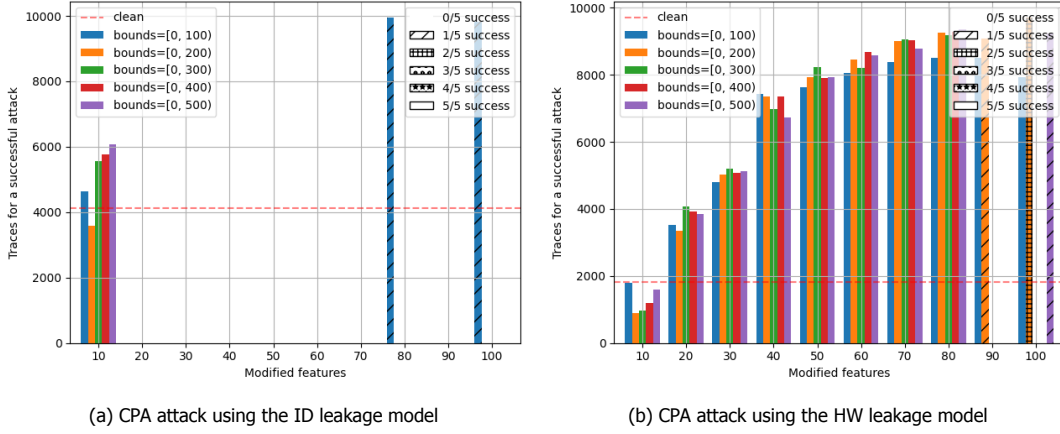 clean
bounds=[0, 100)
bounds=[0, 200)
bounds=[0, 300)
bounds=[0, 400)
bounds=[0, 500)
0/5 success
1/5 success
2/5 success
3/5 success
4/5 success
5/5 success
Traces for a successful attack
10000
8000
6000
4000
2000
0
10 20 30 40 50 60 70 80 90 100
Modified features
(a) CPA attack using the ID leakage model
clean
bounds=[0, 100)
bounds=[0, 200)
bounds=[0, 300)
bounds=[0, 400)
bounds=[0, 500)
0/5 success
1/5 success
2/5 success
3/5 success
4/5 success
5/5 success
Traces for a successful attack
10000
8000
6000
4000
2000
0
10 20 30 40 50 60 70 80 90 100
Modified features
(b) CPA attack using the HW leakage model